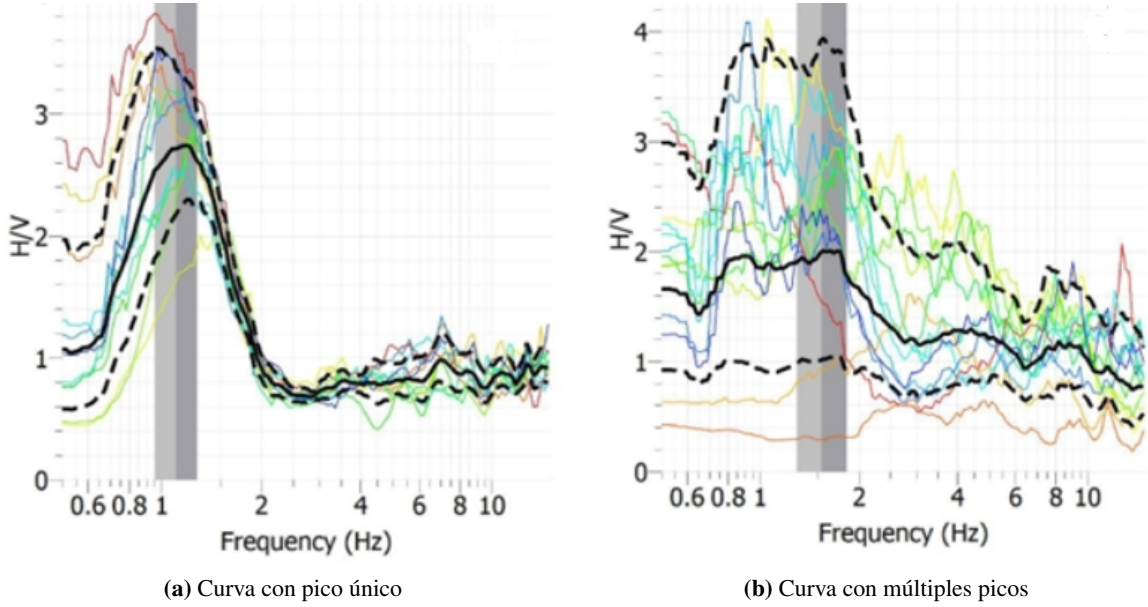 3
2
1
0
H/V
0.6 0.8 1 2 4 6 8 10
Frequency (Hz)
(a) Curva con pico único
4
3
2
1
0
H/V
0.6 0.8 1 2 4 6 8 10
Frequency (Hz)
(b) Curva con múltiples picos